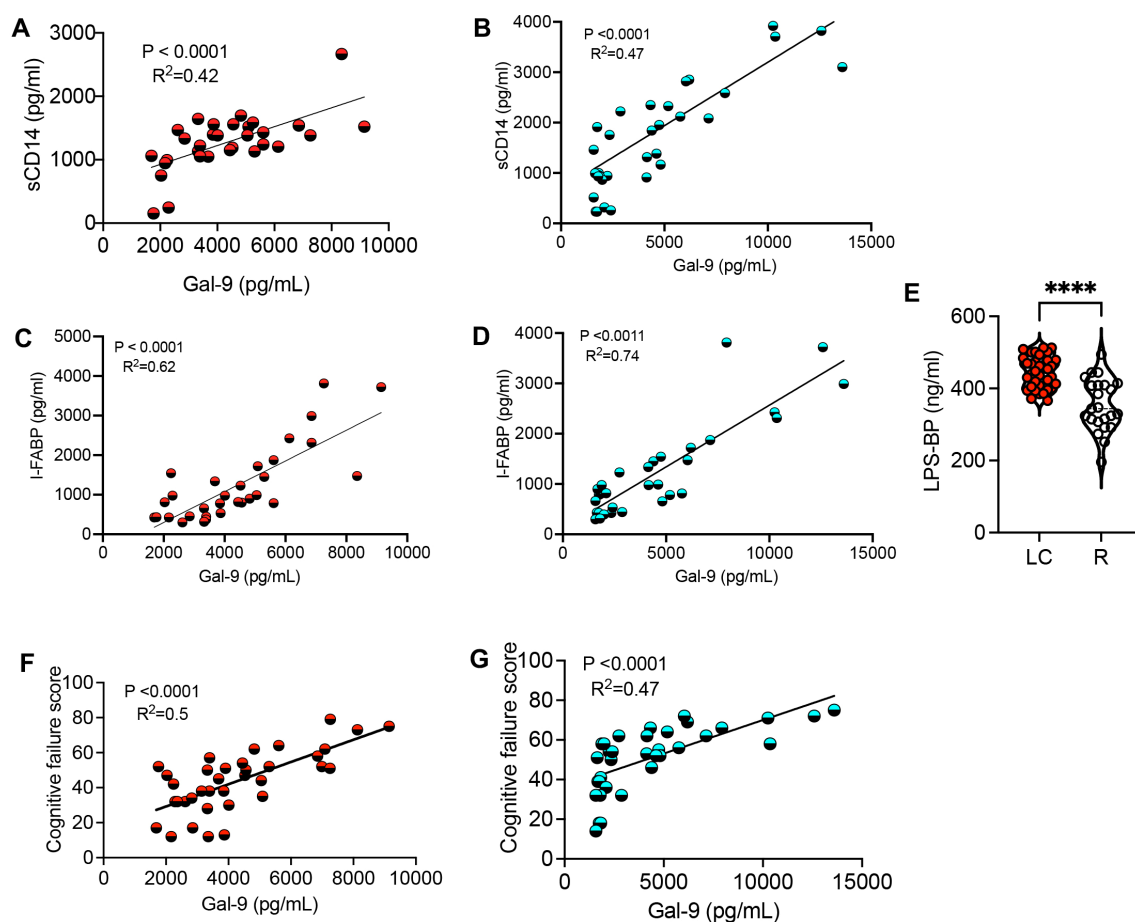 A
P < 0.0001
R²=0.42
sCD14 (pg/ml)
3000
2000
1000
0
0 2000 4000 6000 8000 10000
Gal-9 (pg/mL)
B
P <0.0001
R²=0.47
sCD14 (pg/ml)
4000
3000
2000
1000
0
0 5000 10000 15000
Gal-9 (pg/mL)
C
P < 0.0001
R²=0.62
I-FABP (pg/ml)
5000
4000
3000
2000
1000
0
0 2000 4000 6000 8000 10000
Gal-9 (pg/mL)
D
P <0.0011
R²=0.74
I-FABP (pg/ml)
4000
3000
2000
1000
0
0 5000 10000 15000
Gal-9 (pg/mL)
E
****
LPS-BP (ng/ml)
600
400
200
0
LC R
F
P <0.0001
R²=0.5
Cognitive failure score
100
80
60
40
20
0
0 2000 4000 6000 8000 10000
Gal-9 (pg/mL)
G
P <0.0001
R²=0.47
Cognitive failure score
100
80
60
40
20
0
0 5000 10000 15000
Gal-9 (pg/mL)